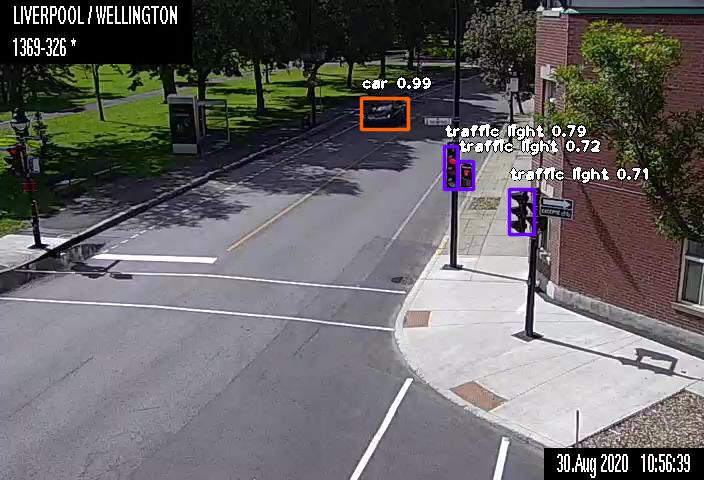 LIVERPOOL / WELLINGTON
1369-326 *
car 0.99
traffic light 0.79
traffic light 0.72
traffic light 0.71
30.Aug 2020 10:56:39